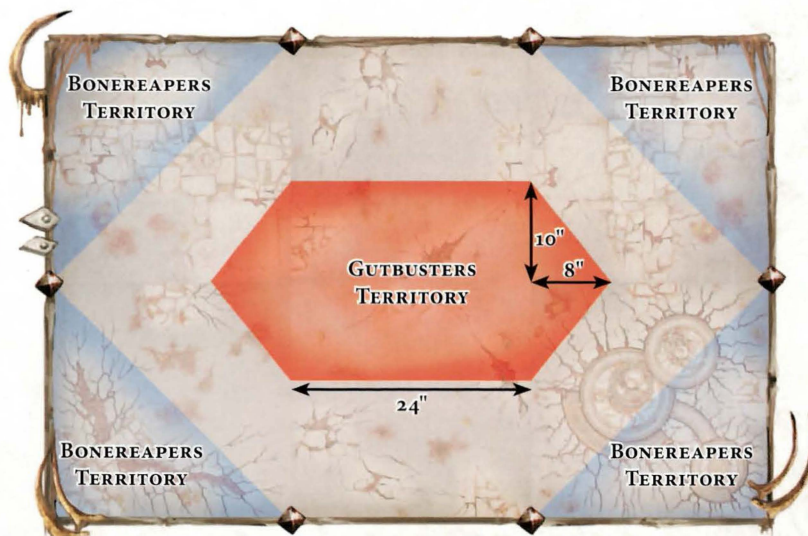 BONEREAPERS
TERRITORY
BONEREAPERS
TERRITORY
10"
8"
GUTBUSTERS
TERRITORY
24"
BONEREAPERS
TERRITORY
BONEREAPERS
TERRITORY